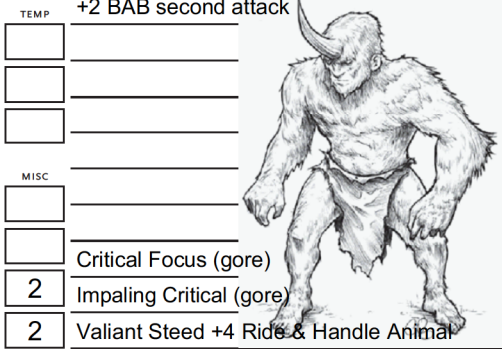 +2 BAB second attack
TEMP
MISC
Critical Focus (gore)
2 Impaling Critical (gore)
2 Valiant Steed +4 Ride & Handle Animal